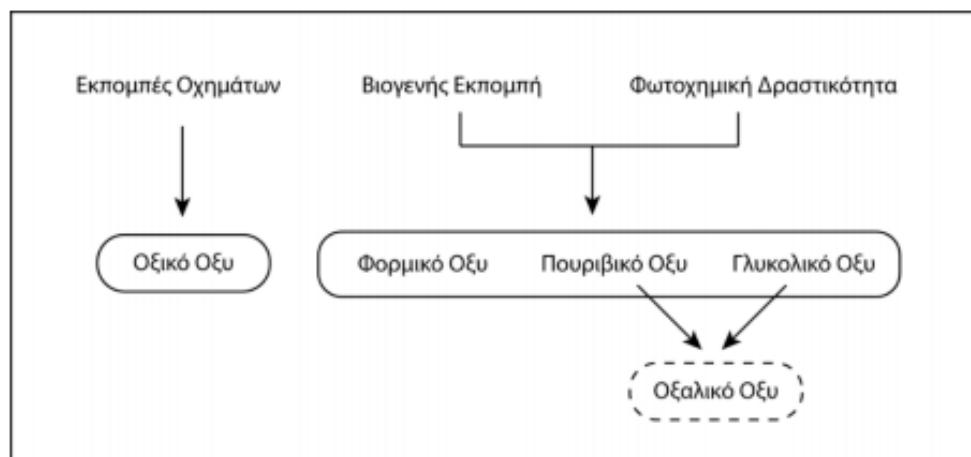 Εκπομπές Οχημάτων
Βιογενής Εκπομπή
Φωτοχημική Δραστικότητα
Οξικό Οξυ
Φορμικό Οξυ
Πουριβικό Οξυ
Γλυκολικό Οξυ
Οξαλικό Οξυ